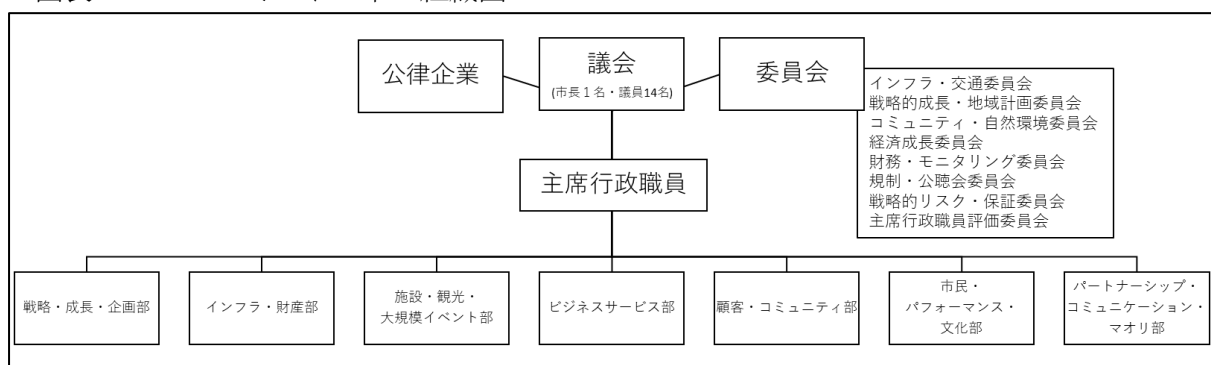 公律企業
議会
(市長１名・議員14名)
委員会
インフラ・交通委員会
戦略的成長・地域計画委員会
コミュニティ・自然環境委員会
経済成長委員会
財務・モニタリング委員会
規制・公聴会委員会
戦略的リスク・保証委員会
主席行政職員評価委員会
主席行政職員
戦略・成長・企画部
インフラ・財産部
施設・観光・
大規模イベント部
ビジネスサービス部
顧客・コミュニティ部
市民・
パフォーマンス・
文化部
パートナーシップ・
コミュニケーション・
マオリ部